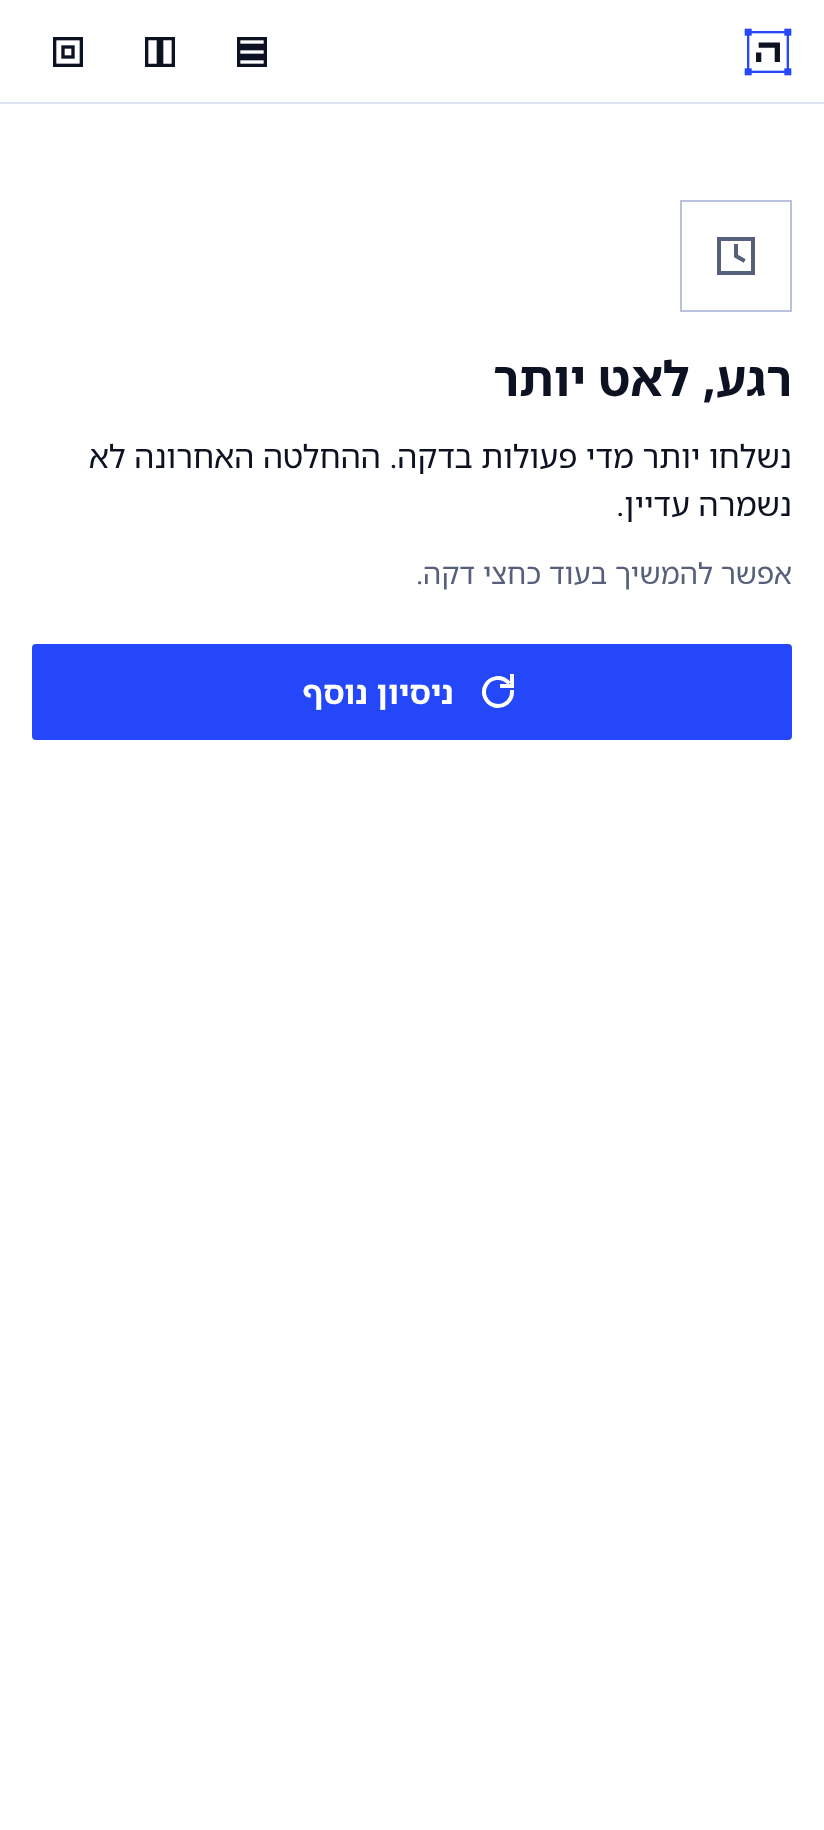 ה
רגע, לאט יותר
נשלחו יותר מדי פעולות בדקה. ההחלטה האחרונה לא
נשמרה עדיין.
אפשר להמשיך בעוד כחצי דקה.
ניסיון נוסף